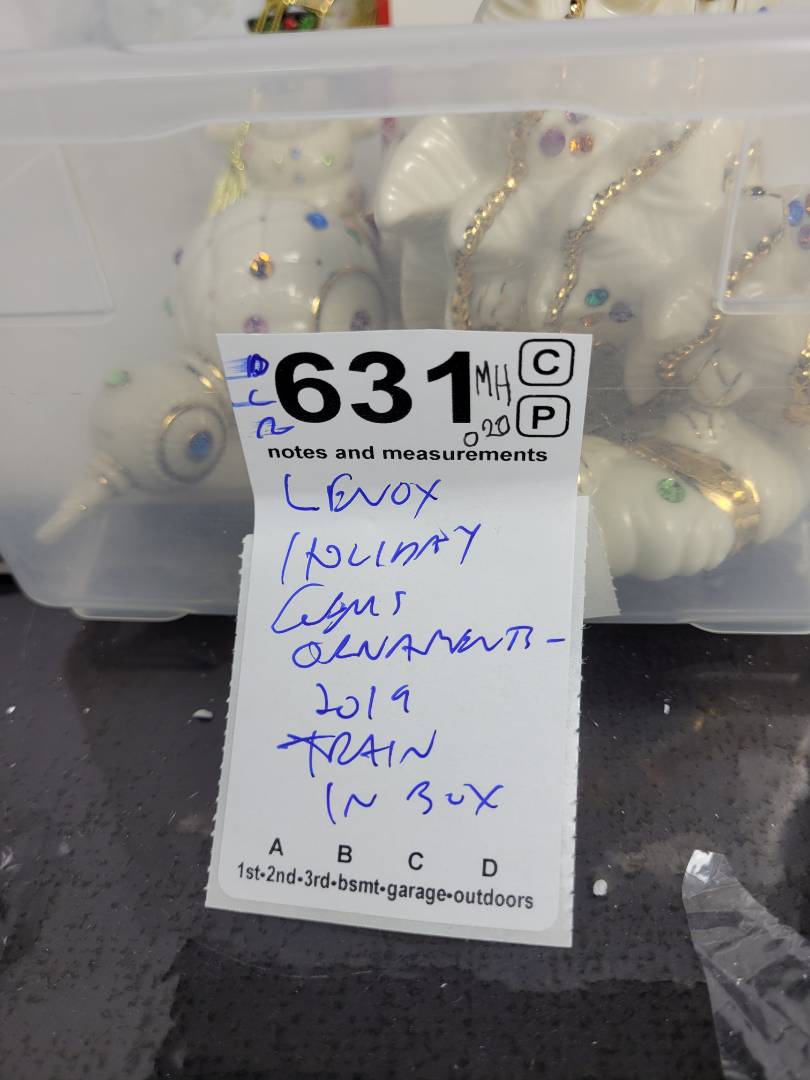 D 631 MH C
L
R 020 P
notes and measurements
LENOX
HOLIDAY
GEMS
ORNAMENTS -
2019
TRAIN
IN BOX
A B C D
1st•2nd•3rd•bsmt•garage•outdoors